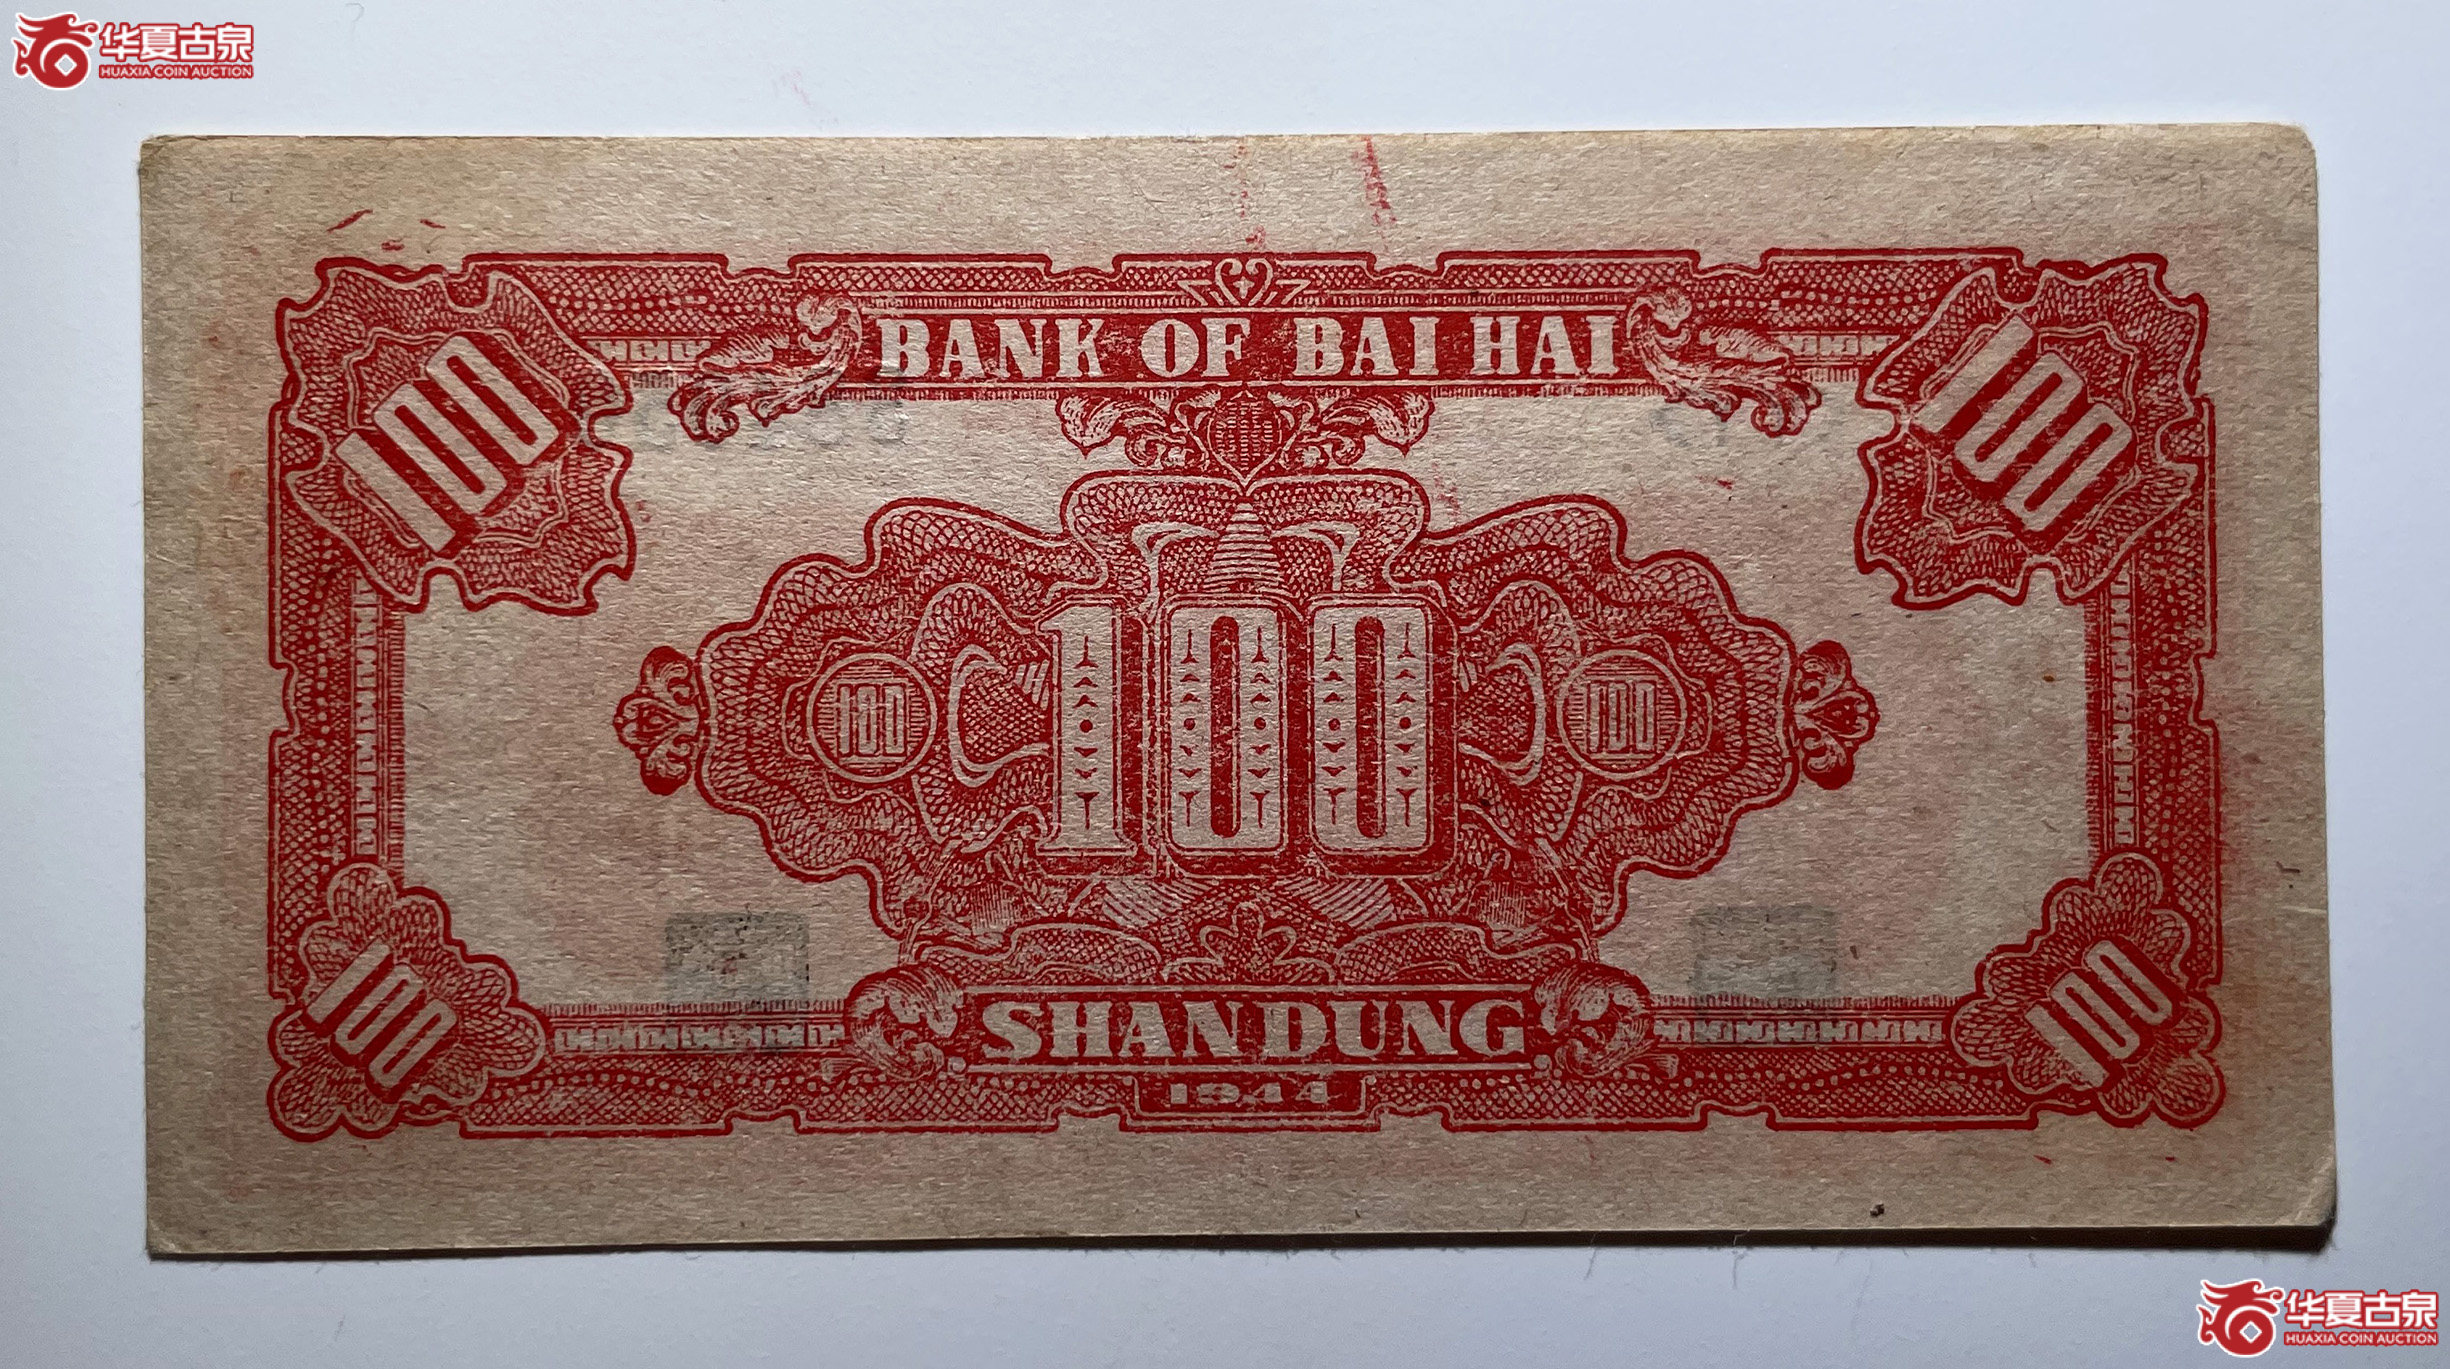 华夏古泉
HUAXIA COIN AUCTION
BANK OF BAI HAI
100
100
100
100
100
100
100
SHANDUNG
1944
华夏古泉
HUAXIA COIN AUCTION